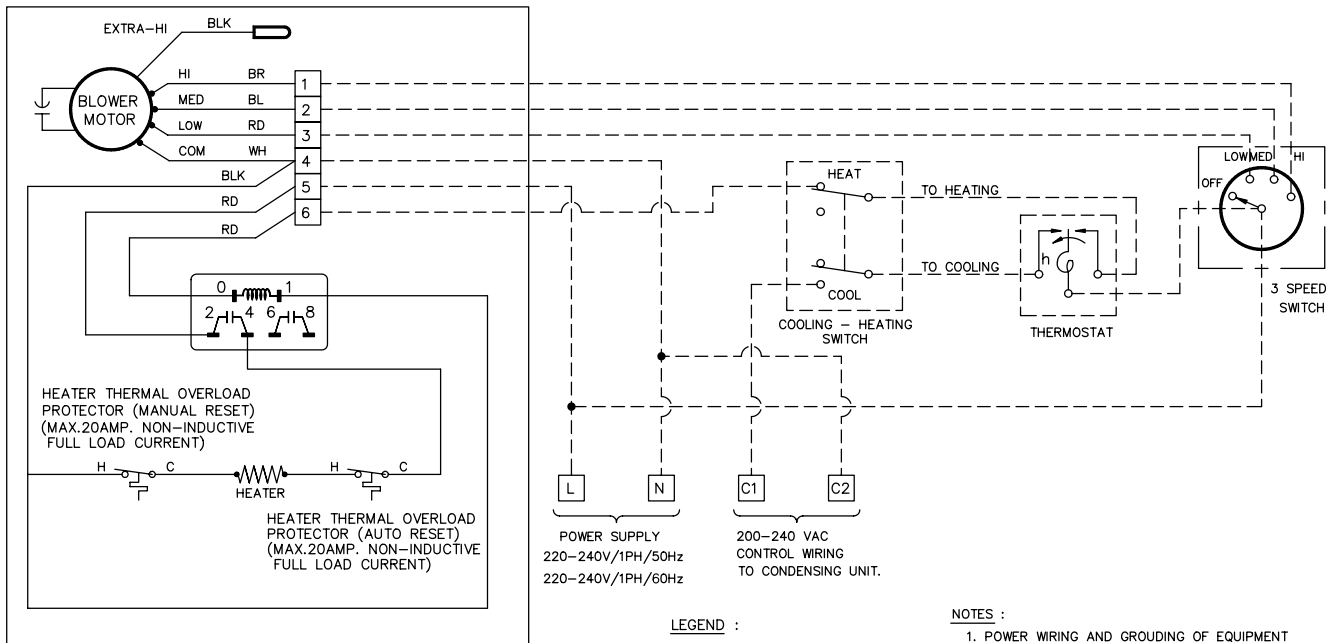 EXTRA-HI
BLK
BLOWER
MOTOR
HI BR 1
MED BL 2
LOW RD 3
COM WH 4
BLK
RD 5
RD 6
0 1
2 4 6 8
HEATER THERMAL OVERLOAD
PROTECTOR (MANUAL RESET)
(MAX.20AMP. NON-INDUCTIVE
FULL LOAD CURRENT)
H C
HEATER
H C
HEATER THERMAL OVERLOAD
PROTECTOR (AUTO RESET)
(MAX.20AMP. NON-INDUCTIVE
FULL LOAD CURRENT)
HEAT
COOL
COOLING - HEATING
SWITCH
TO HEATING
TO COOLING
h
THERMOSTAT
LOW MED HI
OFF
3 SPEED
SWITCH
L N
POWER SUPPLY
220-240V/1PH/50Hz
220-240V/1PH/60Hz
C1 C2
200-240 VAC
CONTROL WIRING
TO CONDENSING UNIT.
LEGEND :
NOTES :
1. POWER WIRING AND GROUDING OF EQUIPMENT